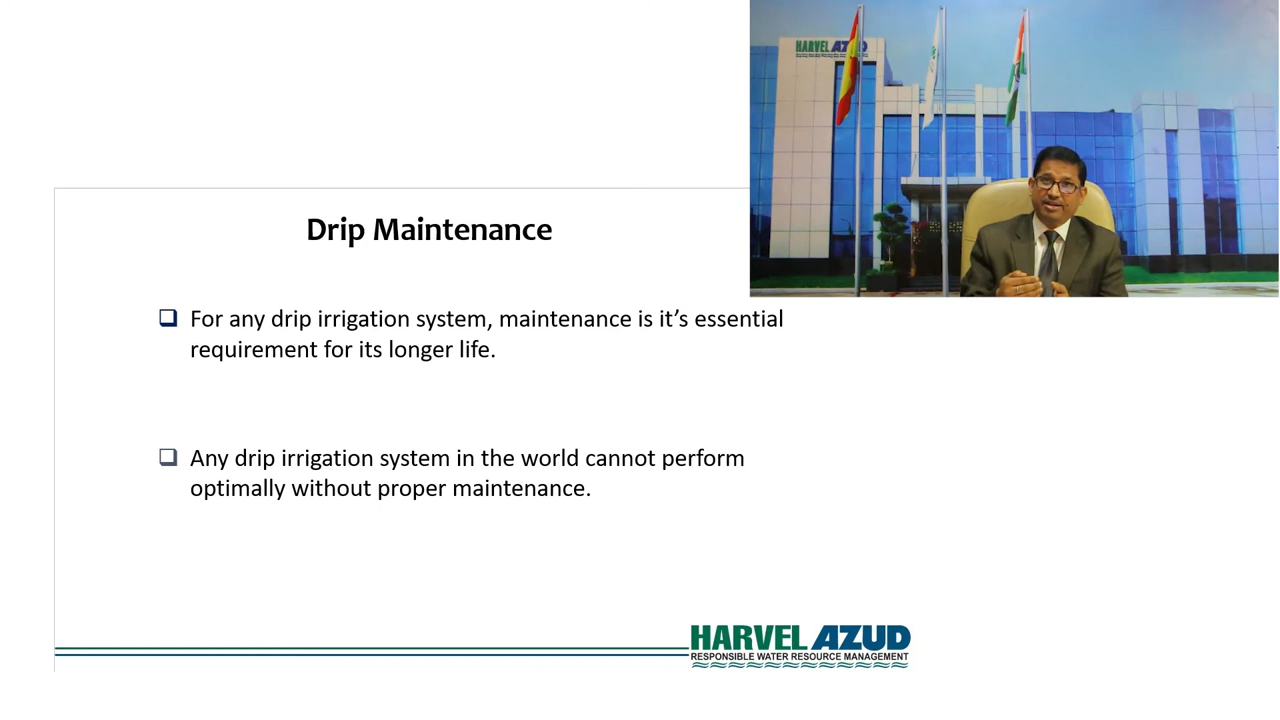 HARVEL AZUD
Drip Maintenance
For any drip irrigation system, maintenance is it’s essential
requirement for its longer life.
Any drip irrigation system in the world cannot perform
optimally without proper maintenance.
HARVEL AZUD
RESPONSIBLE WATER RESOURCE MANAGEMENT